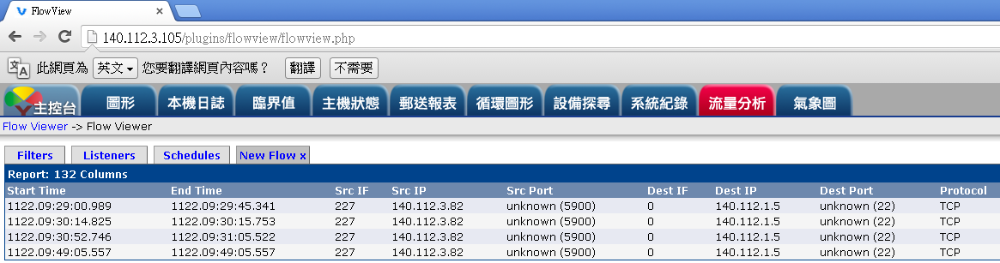 FlowView
140.112.3.105/plugins/flowview/flowview.php
此網頁為 英文 您要翻譯網頁內容嗎？ 翻譯 不需要
主控台 圖形 本機日誌 臨界值 主機狀態 郵送報表 循環圖形 設備探尋 系統紀錄 流量分析 氣象圖
Flow Viewer -> Flow Viewer
Filters Listeners Schedules New Flow x
Report: 132 Columns
Start Time End Time Src IF Src IP Src Port Dest IF Dest IP Dest Port Protocol
1122.09:29:00.989 1122.09:29:45.341 227 140.112.3.82 unknown (5900) 0 140.112.1.5 unknown (22) TCP
1122.09:30:14.825 1122.09:30:15.753 227 140.112.3.82 unknown (5900) 0 140.112.1.5 unknown (22) TCP
1122.09:30:52.746 1122.09:31:05.522 227 140.112.3.82 unknown (5900) 0 140.112.1.5 unknown (22) TCP
1122.09:49:05.557 1122.09:49:05.557 227 140.112.3.82 unknown (5900) 0 140.112.1.5 unknown (22) TCP